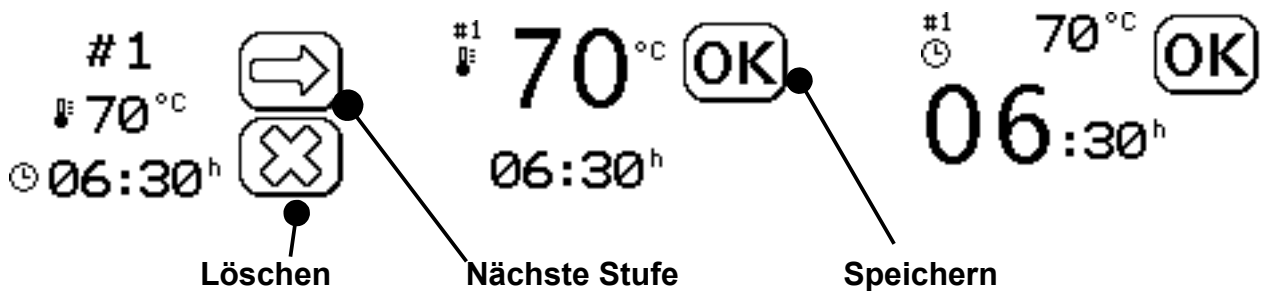 #1
70°C
06:30h
#1
70°C
OK
06:30h
#1
70°C
OK
06:30h
Löschen
Nächste Stufe
Speichern